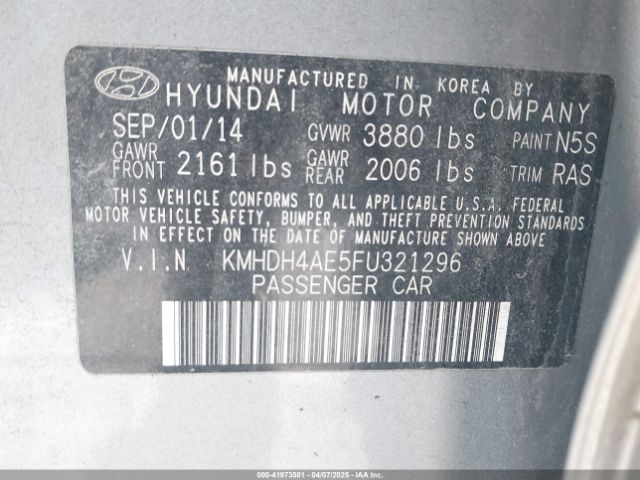 MANUFACTURED IN KOREA BY
HYUNDAI MOTOR COMPANY
SEP/01/14 GVWR 3880 lbs PAINT N5S
GAWR FRONT 2161 lbs GAWR REAR 2006 lbs TRIM RAS
THIS VEHICLE CONFORMS TO ALL APPLICABLE U.S.A. FEDERAL
MOTOR VEHICLE SAFETY, BUMPER, AND THEFT PREVENTION STANDARDS
IN EFFECT ON THE DATE OF MANUFACTURE SHOWN ABOVE
V.I.N KMHDH4AE5FU321296
PASSENGER CAR
000-41973581 - 04/07/2025 - IAAI.COM